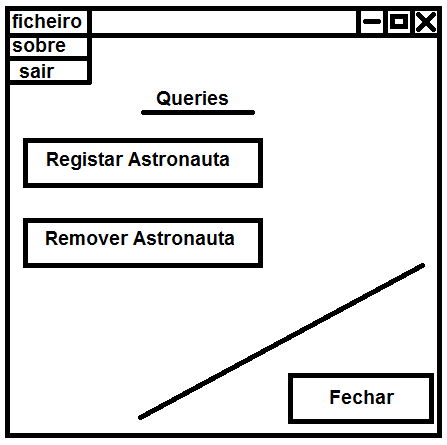 ficheiro
sobre
sair
Queries
Registar Astronauta
Remover Astronauta
Fechar